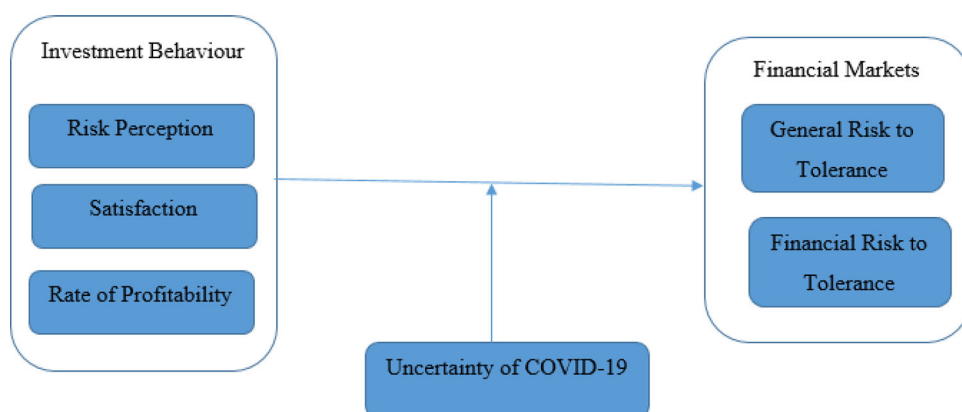 Investment Behaviour
Risk Perception
Satisfaction
Rate of Profitability
Uncertainty of COVID-19
Financial Markets
General Risk to
Tolerance
Financial Risk to
Tolerance